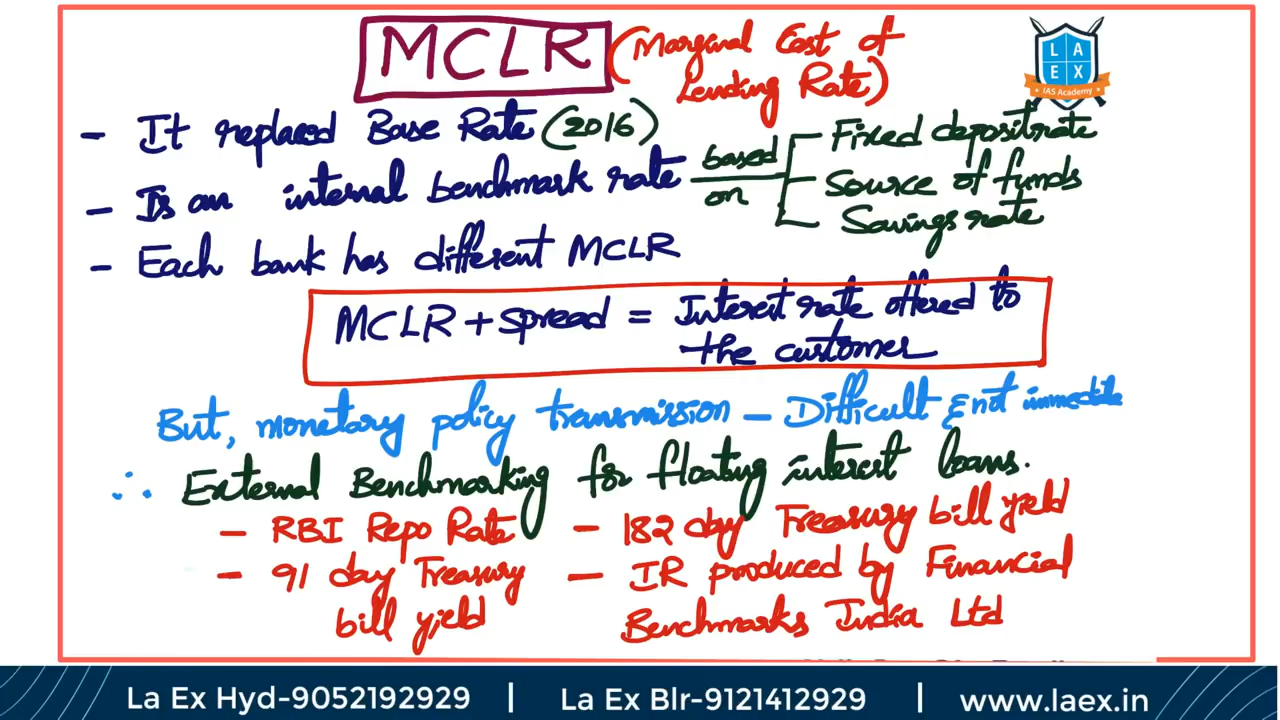 MCLR (Marginal Cost of
Lending Rate)
LA
EX
IAS Academy
- It replaced Base Rate (2016)
- Is an internal benchmark rate based on
Fixed deposit rate
Source of funds
Savings rate
- Each bank has different MCLR
MCLR + Spread = Interest rate offered to
the customer
But, monetary policy transmission - Difficult & not immediate
∴ External Benchmarking for floating interest loans.
- RBI Repo Rate
- 91 day Treasury
bill yield
- 182 day Treasury bill yield
- IR produced by Financial
Benchmarks India Ltd
La Ex Hyd-9052192929 | La Ex Blr-9121412929 | www.laex.in